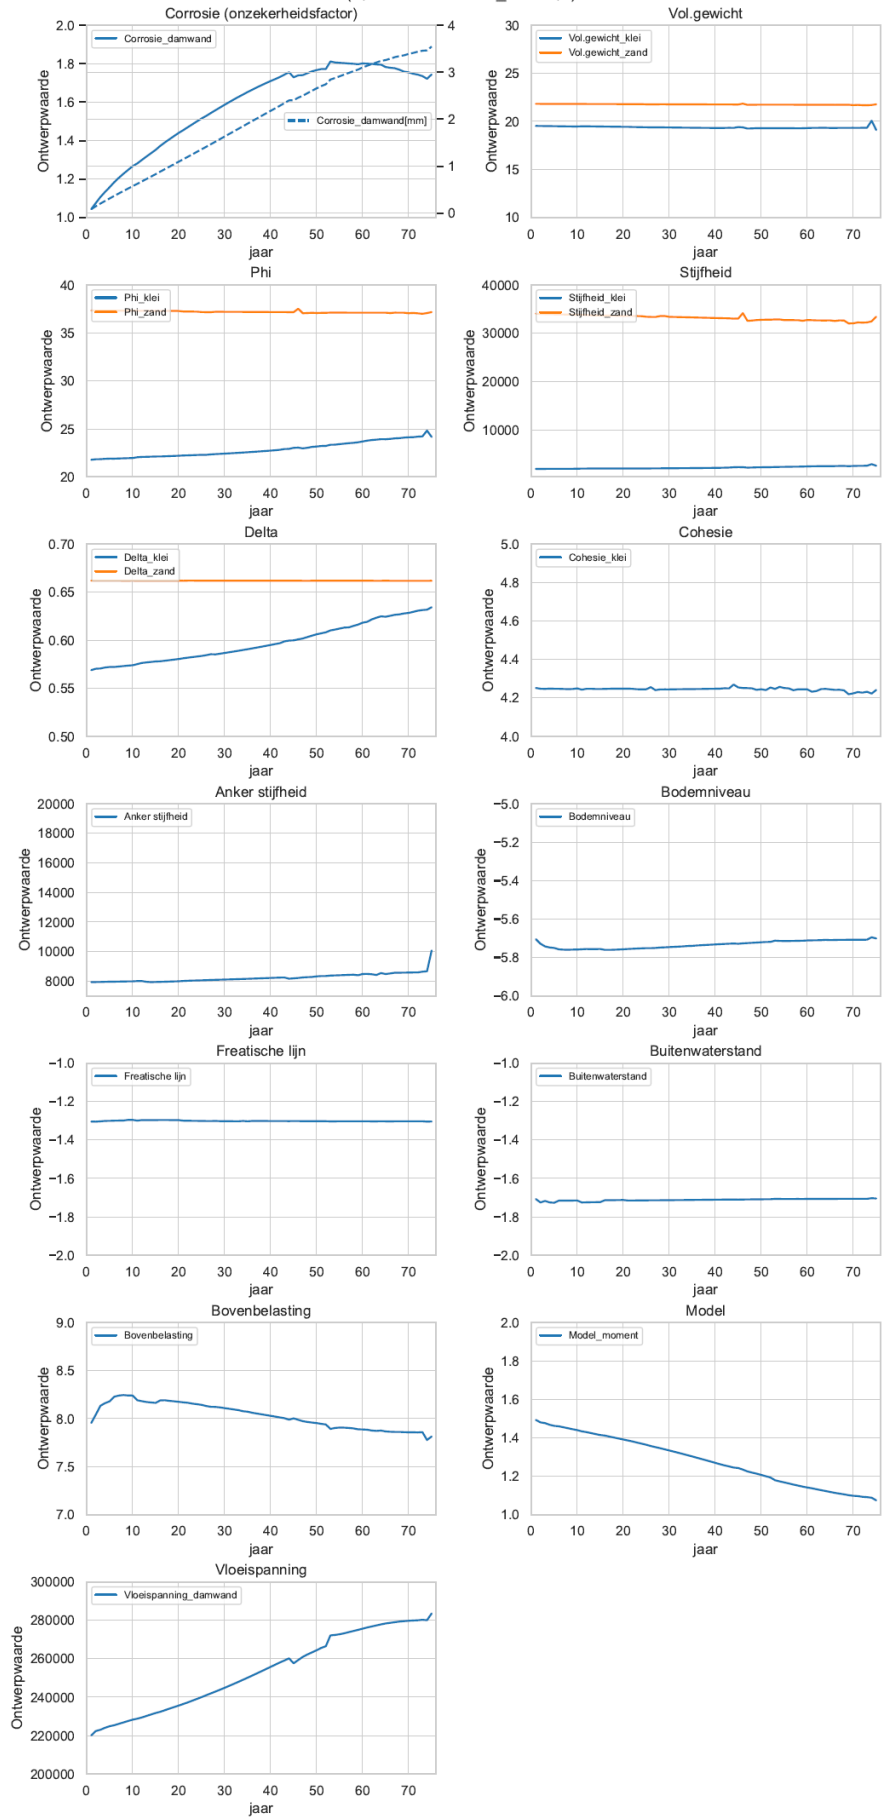 Corrosie (onzekerheidsfactor)
Ontwerpwaarde
2.0
1.8
1.6
1.4
1.2
1.0
4
3
2
1
0
Corrosie_damwand
Corrosie_damwand[mm]
0 10 20 30 40 50 60 70
jaar
Vol.gewicht
Ontwerpwaarde
30
25
20
15
10
Vol.gewicht_klei
Vol.gewicht_zand
0 10 20 30 40 50 60 70
jaar
Phi
Ontwerpwaarde
40
35
30
25
20
Phi_klei
Phi_zand
0 10 20 30 40 50 60 70
jaar
Stijfheid
Ontwerpwaarde
40000
30000
20000
10000
Stijfheid_klei
Stijfheid_zand
0 10 20 30 40 50 60 70
jaar
Delta
Ontwerpwaarde
0.70
0.65
0.60
0.55
0.50
Delta_klei
Delta_zand
0 10 20 30 40 50 60 70
jaar
Cohesie
Ontwerpwaarde
5.0
4.8
4.6
4.4
4.2
4.0
Cohesie_klei
0 10 20 30 40 50 60 70
jaar
Anker stijfheid
Ontwerpwaarde
20000
18000
16000
14000
12000
10000
8000
Anker stijfheid
0 10 20 30 40 50 60 70
jaar
Bodemniveau
Ontwerpwaarde
−5.0
−5.2
−5.4
−5.6
−5.8
−6.0
Bodemniveau
0 10 20 30 40 50 60 70
jaar
Freatische lijn
Ontwerpwaarde
−1.0
−1.2
−1.4
−1.6
−1.8
−2.0
Freatische lijn
0 10 20 30 40 50 60 70
jaar
Buitenwaterstand
Ontwerpwaarde
−1.0
−1.2
−1.4
−1.6
−1.8
−2.0
Buitenwaterstand
0 10 20 30 40 50 60 70
jaar
Bovenbelasting
Ontwerpwaarde
9.0
8.5
8.0
7.5
7.0
Bovenbelasting
0 10 20 30 40 50 60 70
jaar
Model
Ontwerpwaarde
2.0
1.8
1.6
1.4
1.2
1.0
Model_moment
0 10 20 30 40 50 60 70
jaar
Vloeispanning
Ontwerpwaarde
300000
280000
260000
240000
220000
200000
Vloeispanning_damwand
0 10 20 30 40 50 60 70
jaar